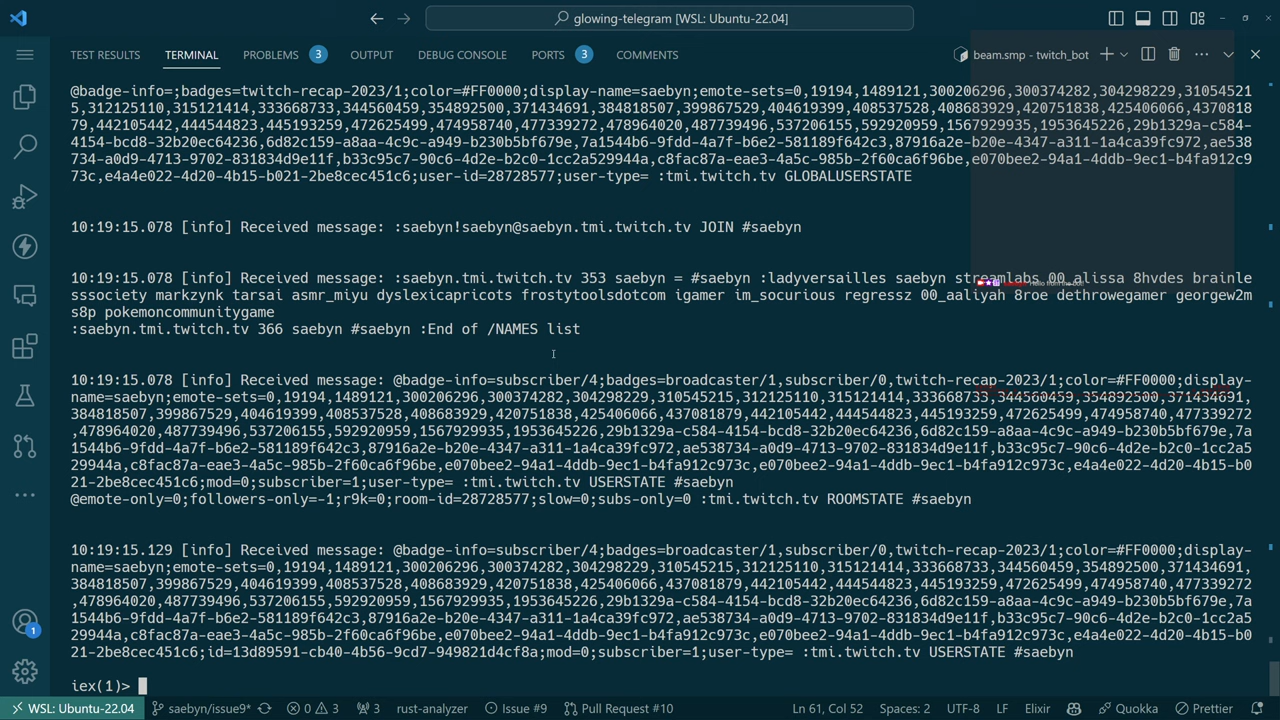 glowing-telegram [WSL: Ubuntu-22.04]
TEST RESULTS TERMINAL PROBLEMS 3 OUTPUT DEBUG CONSOLE PORTS 3 COMMENTS beam.smp - twitch_bot
@badge-info=;badges=twitch-recap-2023/1;color=#FF0000;display-name=saebyn;emote-sets=0,19194,1489121,300206296,300374282,304298229,31054521
5,312125110,315121414,333668733,344560459,354892500,371434691,384818507,399867529,404619399,408537528,408683929,420751838,425406066,4370818
79,442105442,444544823,445193259,472625499,474958740,477339272,478964020,487739496,537206155,592920959,1567929935,1953645226,29b1329a-c584-
4154-bcd8-32b20ec64236,6d82c159-a8aa-4c9c-a949-b230b5bf679e,7a1544b6-9fdd-4a7f-b6e2-581189f642c3,87916a2e-b20e-4347-a311-1a4ca39fc972,ae538
734-a0d9-4713-9702-831834d9e11f,b33c95c7-90c6-4d2e-b2c0-1cc2a529944a,c8fac87a-eae3-4a5c-985b-2f60ca6f96be,e070bee2-94a1-4ddb-9ec1-b4fa912c9
73c,e4a4e022-4d20-4b15-b021-2be8cec451c6;user-id=28728577;user-type= :tmi.twitch.tv GLOBALUSERSTATE
10:19:15.078 [info] Received message: :saebyn!saebyn@saebyn.tmi.twitch.tv JOIN #saebyn
10:19:15.078 [info] Received message: :saebyn.tmi.twitch.tv 353 saebyn = #saebyn :ladyversailles saebyn streamlabs 00_alissa 8hvdes brainle
sssociety markzynk tarsai asmr_miyu dyslexicapricots frostytoolsdotcom igamer im_socurious regressz 00_aaliyah 8roe dethrowegamer georgew2m
s8p pokemoncommunitygame
:saebyn.tmi.twitch.tv 366 saebyn #saebyn :End of /NAMES list
10:19:15.078 [info] Received message: @badge-info=subscriber/4;badges=broadcaster/1,subscriber/0,twitch-recap-2023/1;color=#FF0000;display-
name=saebyn;emote-sets=0,19194,1489121,300206296,300374282,304298229,310545215,312125110,315121414,333668733,344560459,354892500,371434691,
384818507,399867529,404619399,408537528,408683929,420751838,425406066,437081879,442105442,444544823,445193259,472625499,474958740,477339272
,478964020,487739496,537206155,592920959,1567929935,1953645226,29b1329a-c584-4154-bcd8-32b20ec64236,6d82c159-a8aa-4c9c-a949-b230b5bf679e,7a
1544b6-9fdd-4a7f-b6e2-581189f642c3,87916a2e-b20e-4347-a311-1a4ca39fc972,ae538734-a0d9-4713-9702-831834d9e11f,b33c95c7-90c6-4d2e-b2c0-1cc2a5
29944a,c8fac87a-eae3-4a5c-985b-2f60ca6f96be,e070bee2-94a1-4ddb-9ec1-b4fa912c973c,e070bee2-94a1-4ddb-9ec1-b4fa912c973c,e4a4e022-4d20-4b15-b0
21-2be8cec451c6;mod=0;subscriber=1;user-type= :tmi.twitch.tv USERSTATE #saebyn
@emote-only=0;followers-only=-1;r9k=0;room-id=28728577;slow=0;subs-only=0 :tmi.twitch.tv ROOMSTATE #saebyn
10:19:15.129 [info] Received message: @badge-info=subscriber/4;badges=broadcaster/1,subscriber/0,twitch-recap-2023/1;color=#FF0000;display-
name=saebyn;emote-sets=0,19194,1489121,300206296,300374282,304298229,310545215,312125110,315121414,333668733,344560459,354892500,371434691,
384818507,399867529,404619399,408537528,408683929,420751838,425406066,437081879,442105442,444544823,445193259,472625499,474958740,477339272
,478964020,487739496,537206155,592920959,1567929935,1953645226,29b1329a-c584-4154-bcd8-32b20ec64236,6d82c159-a8aa-4c9c-a949-b230b5bf679e,7a
1544b6-9fdd-4a7f-b6e2-581189f642c3,87916a2e-b20e-4347-a311-1a4ca39fc972,ae538734-a0d9-4713-9702-831834d9e11f,b33c95c7-90c6-4d2e-b2c0-1cc2a5
29944a,c8fac87a-eae3-4a5c-985b-2f60ca6f96be,e070bee2-94a1-4ddb-9ec1-b4fa912c973c,e070bee2-94a1-4ddb-9ec1-b4fa912c973c,e4a4e022-4d20-4b15-b0
21-2be8cec451c6;id=13d89591-cb40-4b56-9cd7-949821d4cf8a;mod=0;subscriber=1;user-type= :tmi.twitch.tv USERSTATE #saebyn
iex(1)>
1
WSL: Ubuntu-22.04 saebyn/issue9* 0 3 3 rust-analyzer Issue #9 Pull Request #10 Ln 61, Col 52 Spaces: 2 UTF-8 LF Elixir Quokka Prettier